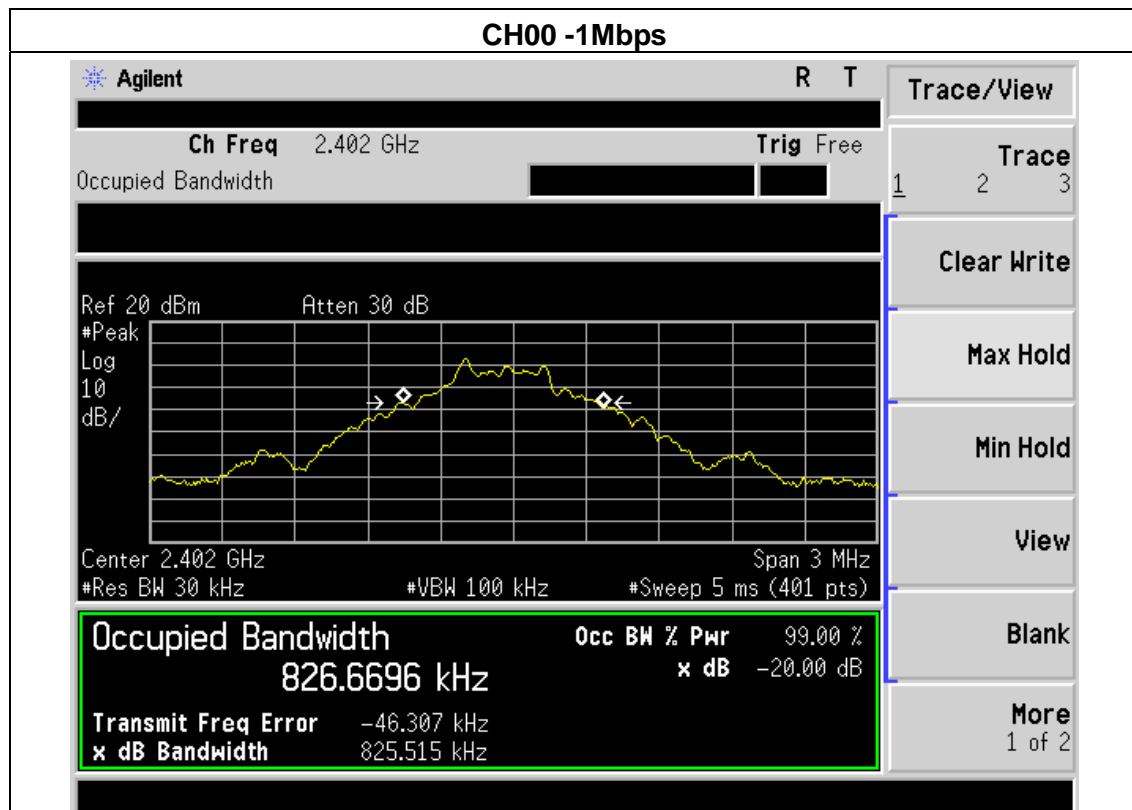 CH00 -1Mbps
Agilent R T
Trace/View
Ch Freq 2.402 GHz Trig Free
Occupied Bandwidth
Trace
1 2 3
Clear Write
Max Hold
Min Hold
View
Blank
More
1 of 2
Ref 20 dBm Atten 30 dB
#Peak
Log
10
dB/
Center 2.402 GHz Span 3 MHz
#Res BW 30 kHz #VBW 100 kHz #Sweep 5 ms (401 pts)
Occupied Bandwidth Occ BW % Pwr 99.00 %
826.6696 kHz x dB -20.00 dB
Transmit Freq Error -46.307 kHz
x dB Bandwidth 825.515 kHz